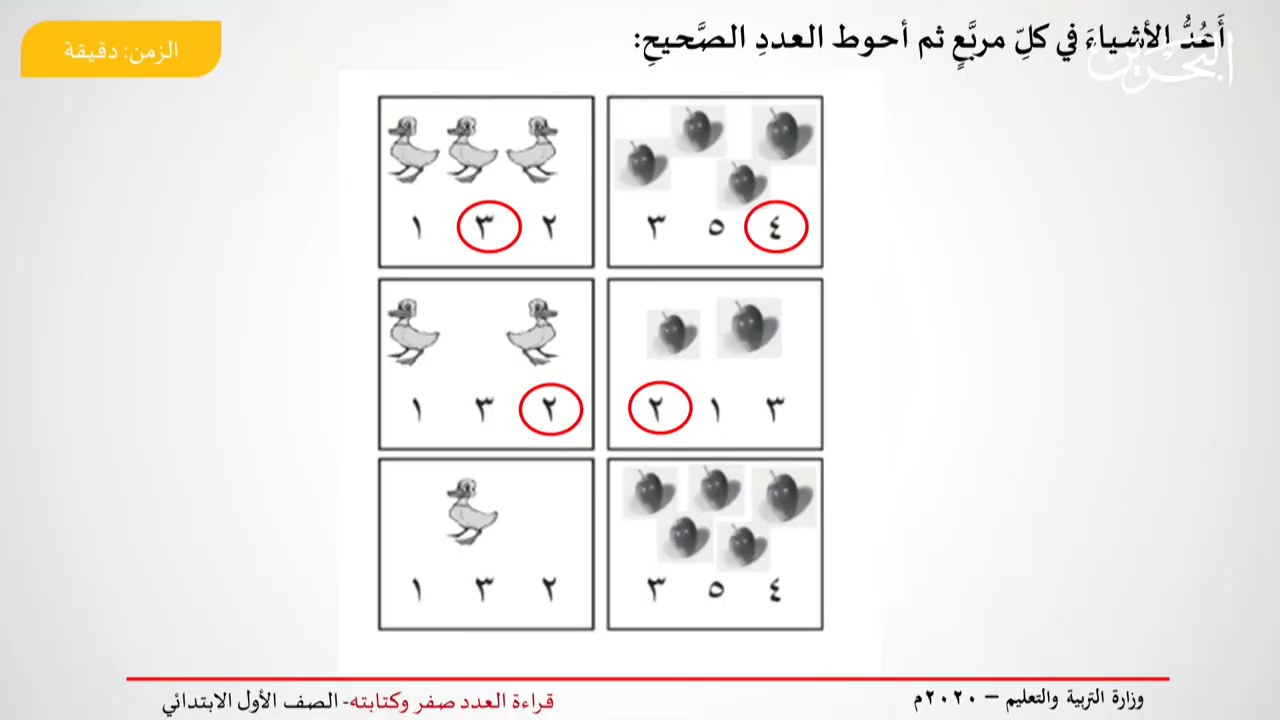 أَعُدُّ الأشياءَ في كلِّ مربَّعٍ ثم أحوط العددِ الصَّحيحِ:
البحرين
الزمن: دقيقة
٣ ٥ ٤
١ ٣ ٢
٢ ١ ٣
١ ٣ ٢
٣ ٥ ٤
١ ٣ ٢
وزارة التربية والتعليم – ٢٠٢٠م
قراءة العدد صفر وكتابته- الصف الأول الابتدائي